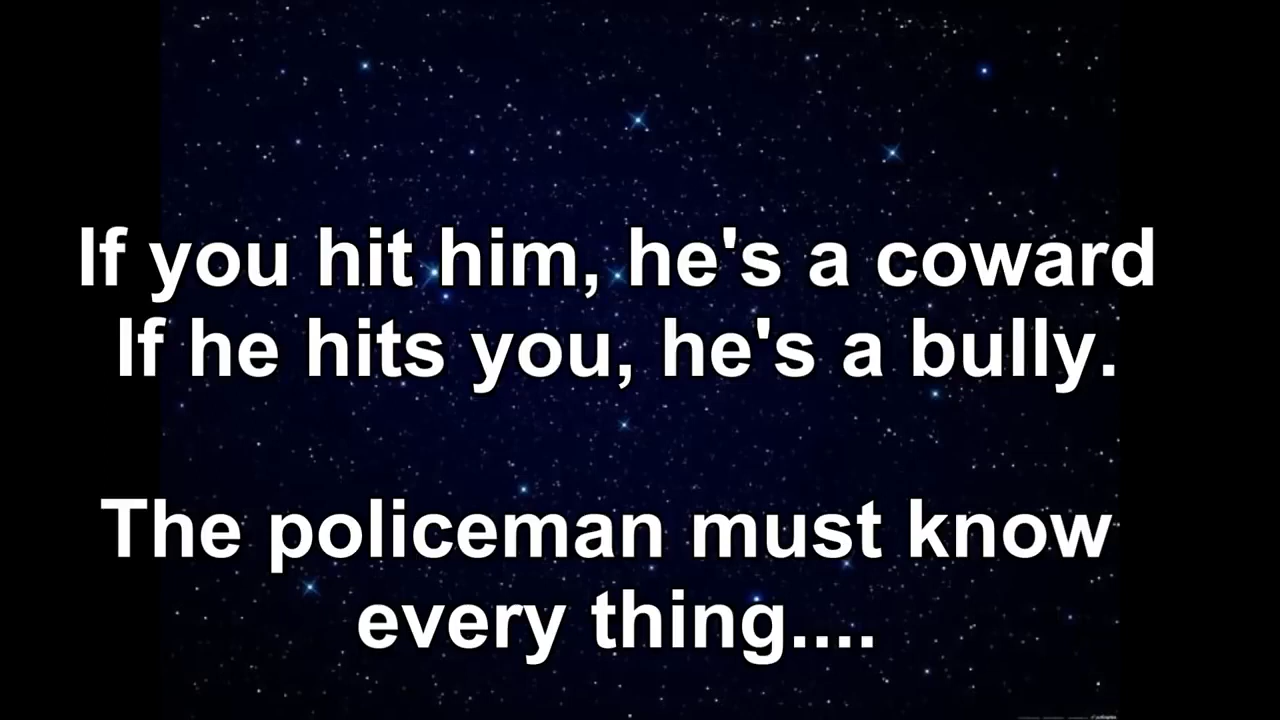 If you hit him, he's a coward
If he hits you, he's a bully.
The policeman must know
every thing....